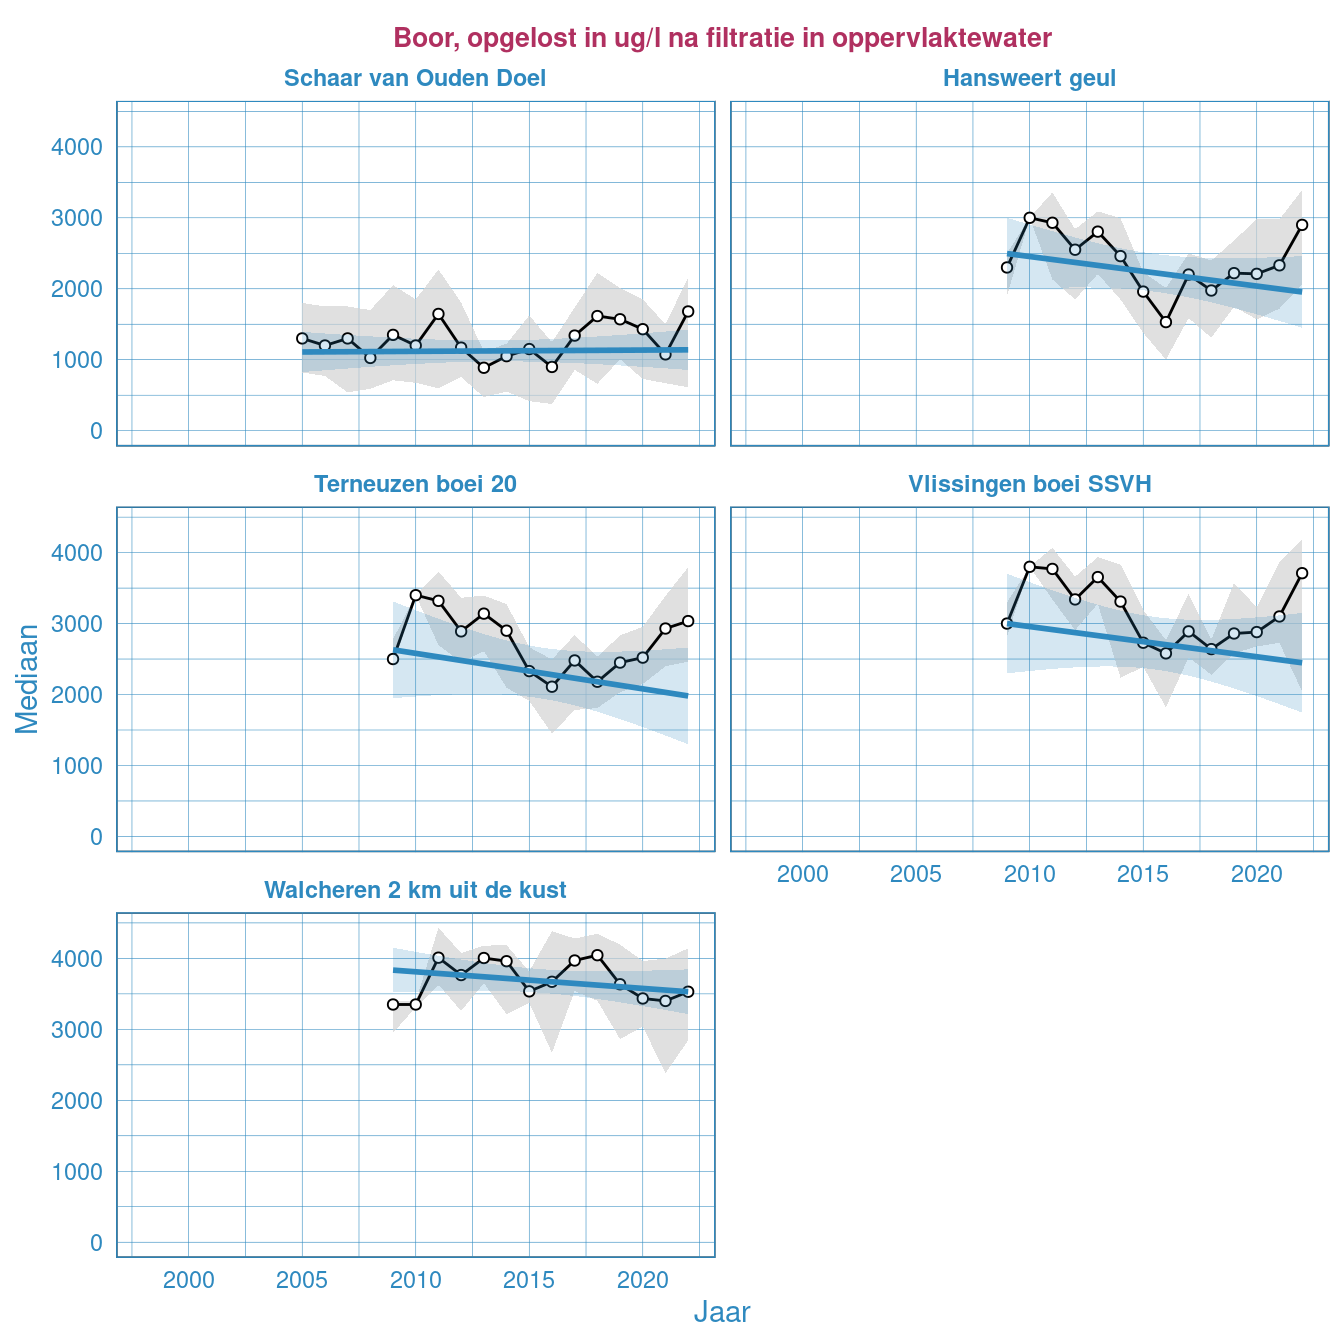 Boor, opgelost in ug/l na filtratie in oppervlaktewater
Schaar van Ouden Doel
Hansweert geul
4000
3000
2000
1000
0
Terneuzen boei 20
Vlissingen boei SSVH
4000
3000
2000
1000
0
2000 2005 2010 2015 2020
Mediaan
Walcheren 2 km uit de kust
4000
3000
2000
1000
0
2000 2005 2010 2015 2020
Jaar